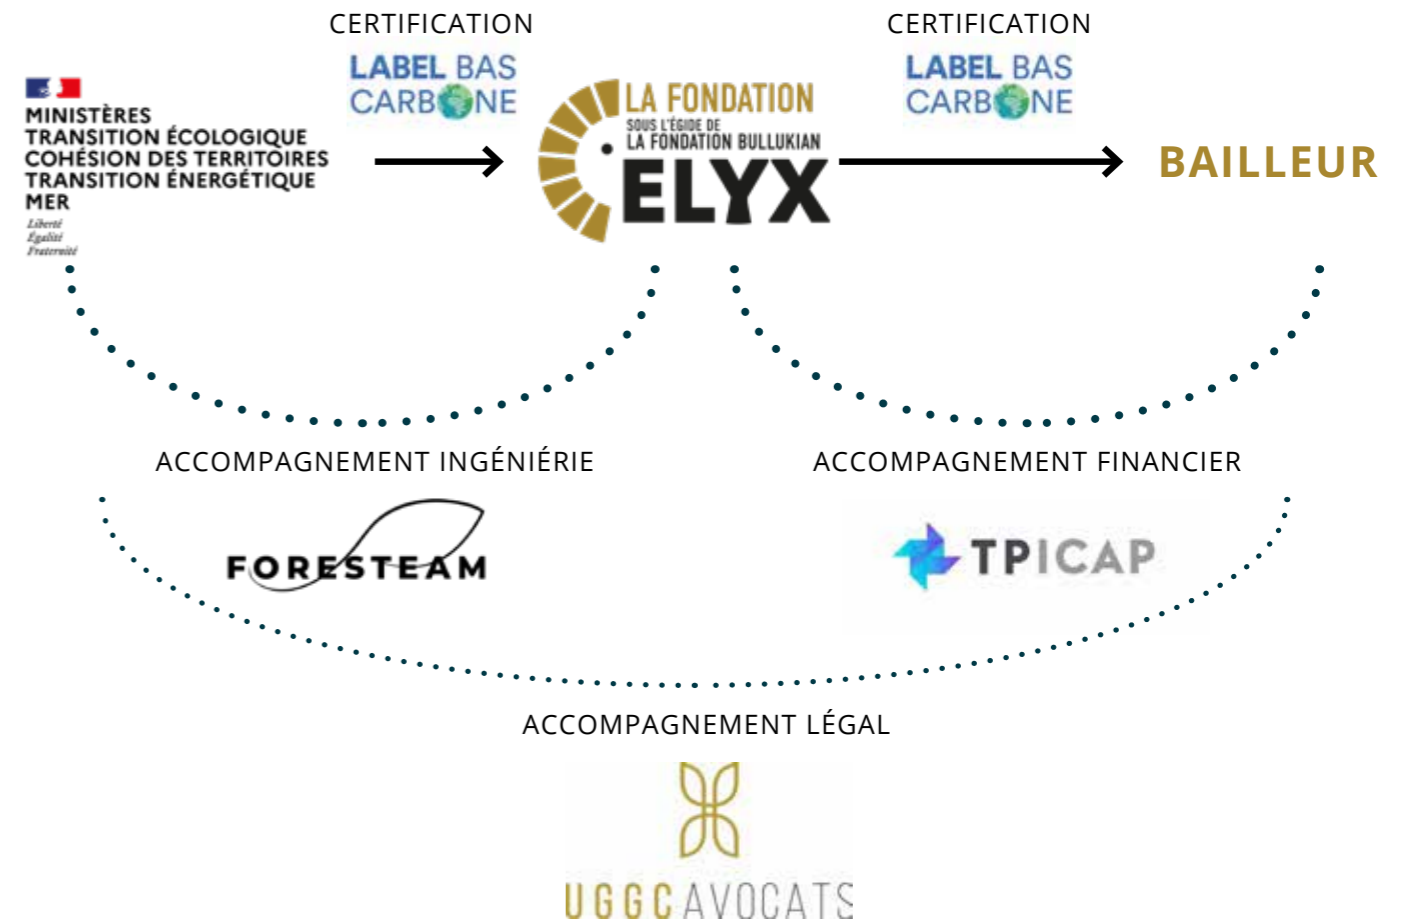 CERTIFICATION
LABEL BAS
CARBONE
CERTIFICATION
LABEL BAS
CARBONE
MINISTÈRES
TRANSITION ÉCOLOGIQUE
COHÉSION DES TERRITOIRES
TRANSITION ÉNERGÉTIQUE
MER
Liberté
Égalité
Fraternité
LA FONDATION
SOUS L'ÉGIDE DE
LA FONDATION BULLUKIAN
ELYX
BAILLEUR
ACCOMPAGNEMENT INGÉNIÉRIE
FORESTEAM
ACCOMPAGNEMENT FINANCIER
TPICAP
ACCOMPAGNEMENT LÉGAL
UGGC AVOCATS